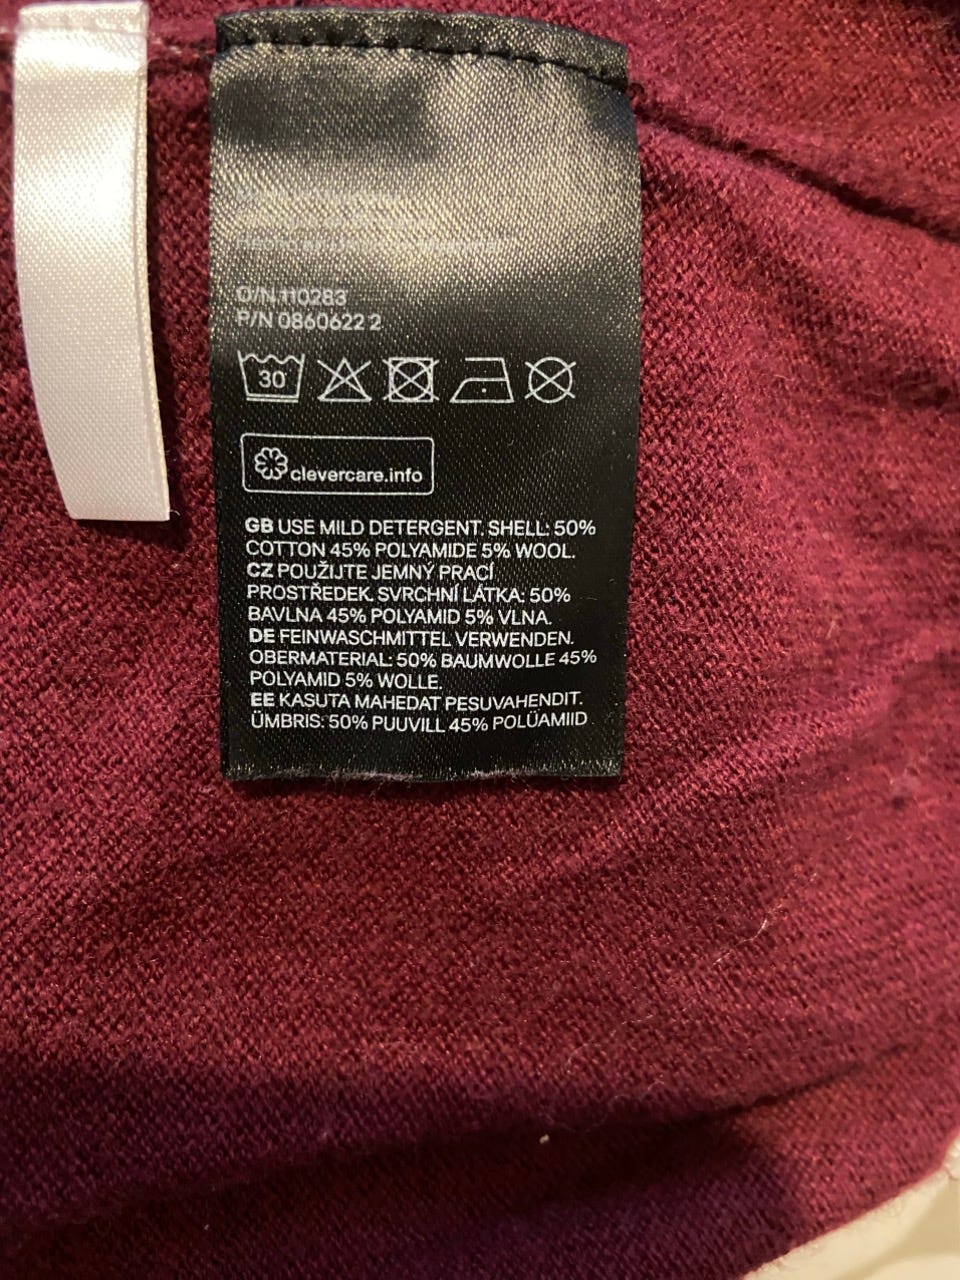 O/N 110283
P/N 0860622 2
30
clevercare.info
GB USE MILD DETERGENT. SHELL: 50%
COTTON 45% POLYAMIDE 5% WOOL.
CZ POUŽIJTE JEMNÝ PRACÍ
PROSTŘEDEK. SVRCHNÍ LÁTKA: 50%
BAVLNA 45% POLYAMID 5% VLNA.
DE FEINWASCHMITTEL VERWENDEN.
OBERMATERIAL: 50% BAUMWOLLE 45%
POLYAMID 5% WOLLE.
EE KASUTA MAHEDAT PESUVAHENDIT.
ÜMBRIS: 50% PUUVILL 45% POLÜAMIID